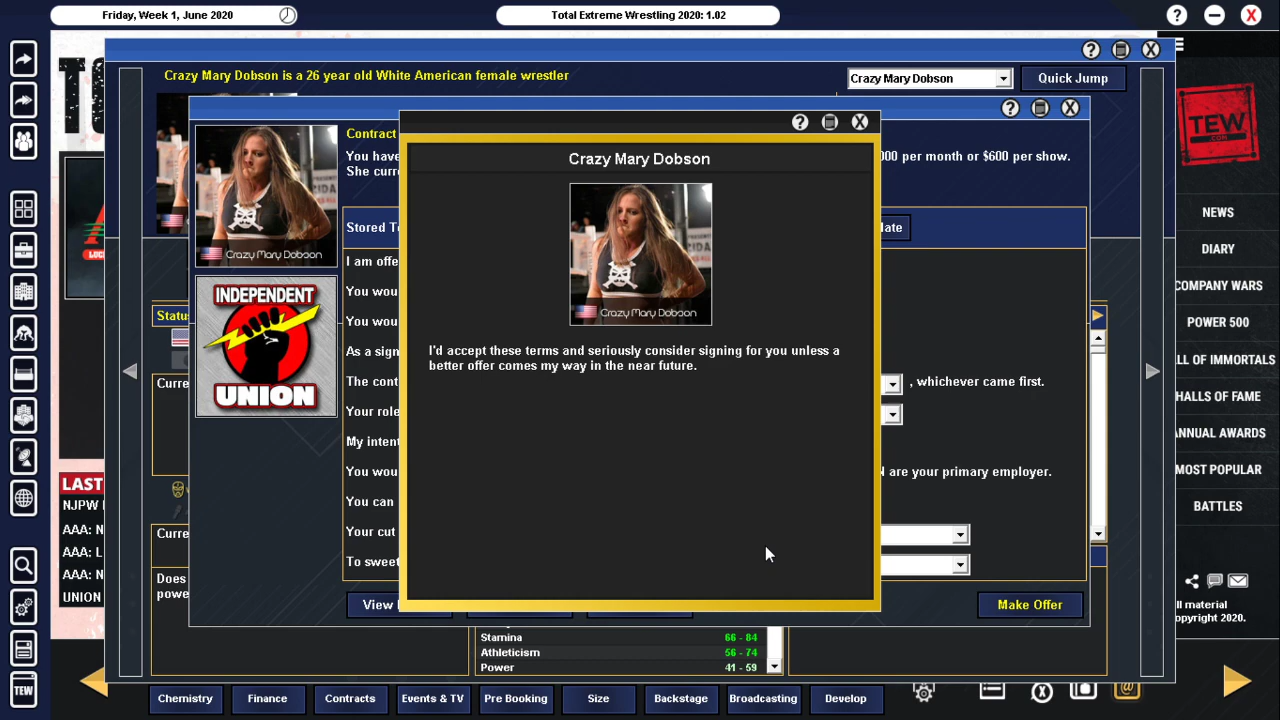 Friday, Week 1, June 2020
Total Extreme Wrestling 2020: 1.02
Crazy Mary Dobson is a 26 year old White American female wrestler
Crazy Mary Dobson
Quick Jump
Contract
You have
000 per month or $600 per show.
She curr
Stored T
late
I am offe
You wou
You wou
As a sign
The cont
, whichever came first.
Your role
My intent
You wou
N are your primary employer.
You can
Your cut
To sweet
View
Make Offer
Crazy Mary Dobson
INDEPENDENT
UNION
Crazy Mary Dobson
Crazy Mary Dobson
I'd accept these terms and seriously consider signing for you unless a
better offer comes my way in the near future.
Status
Curre
Curre
Does
powe
Stamina 66 - 84
Athleticism 56 - 74
Power 41 - 59
LAST
NJPW
AAA: N
AAA: L
AAA: N
UNION
TEW
.COM
NEWS
DIARY
COMPANY WARS
POWER 500
LL OF IMMORTALS
HALLS OF FAME
ANNUAL AWARDS
MOST POPULAR
BATTLES
ll material
opyright 2020.
TEW
Chemistry
Finance
Contracts
Events & TV
Pre Booking
Size
Backstage
Broadcasting
Develop